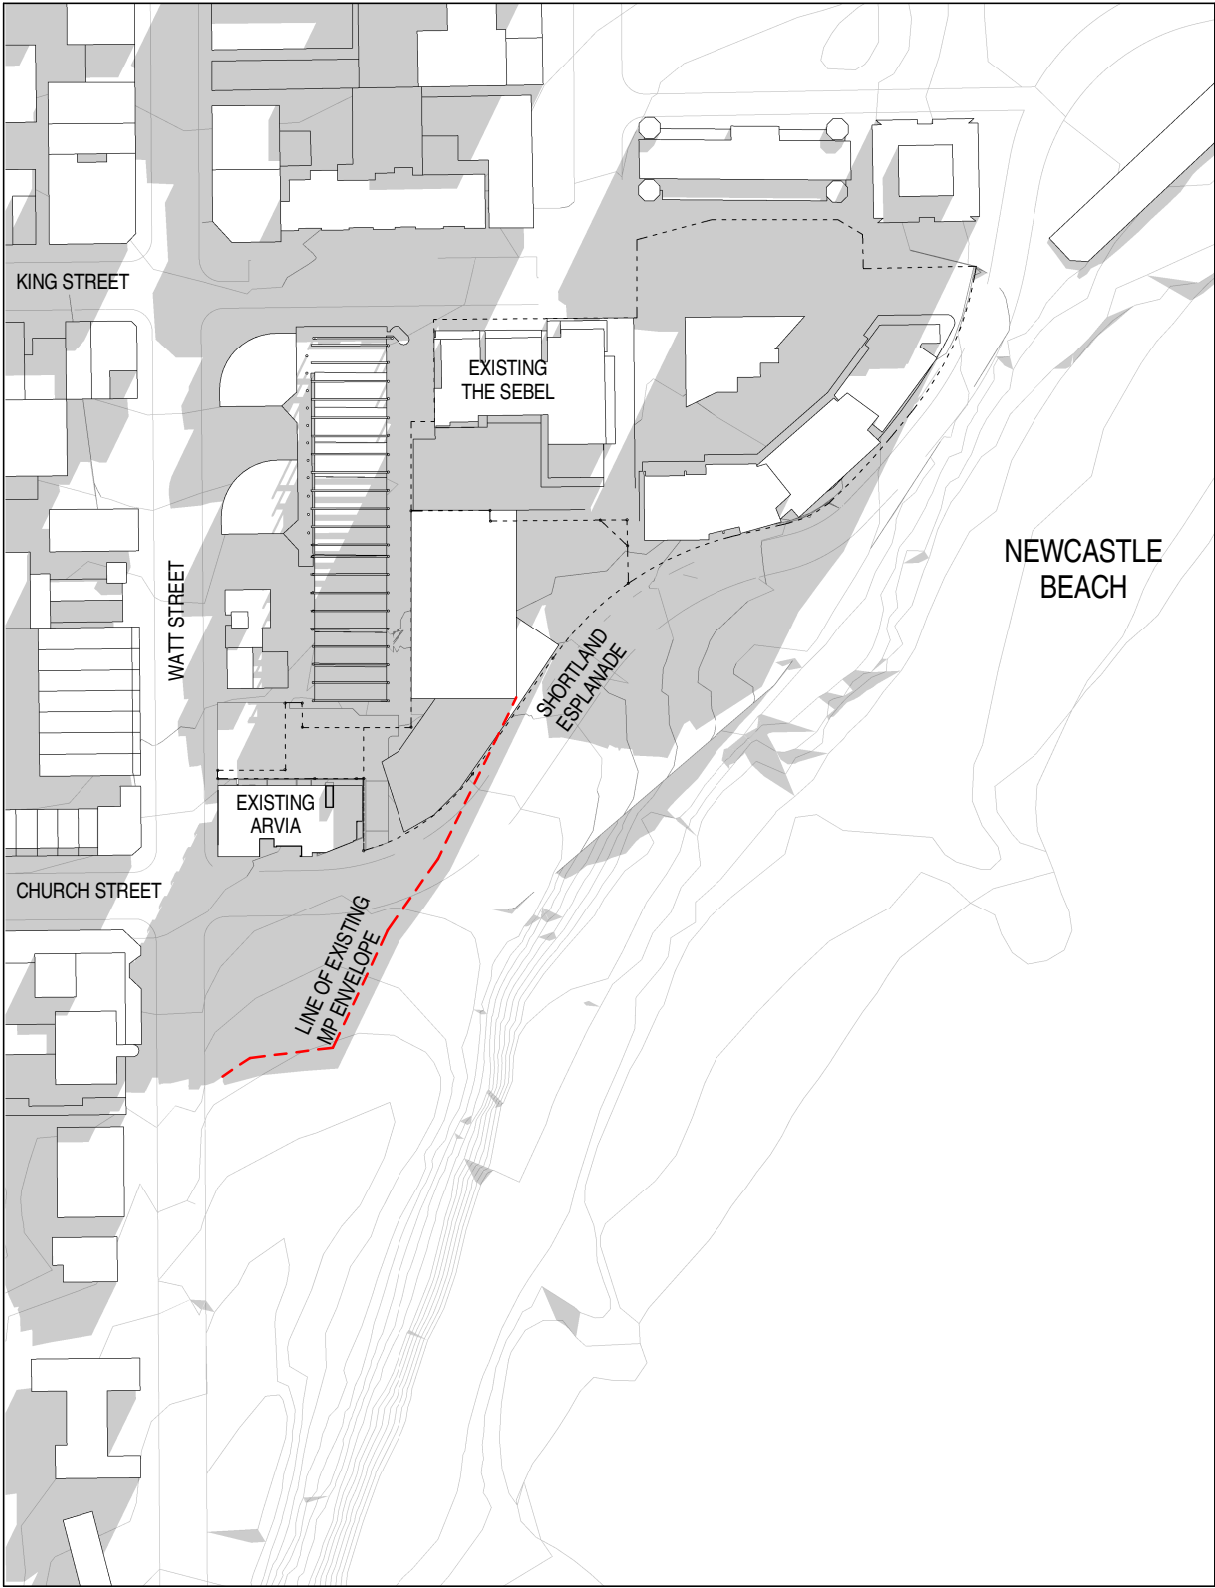 KING STREET
EXISTING
THE SEBEL
NEWCASTLE
BEACH
WATT STREET
SHORTLAND
ESPLANADE
EXISTING
ARVIA
CHURCH STREET
LINE OF EXISTING
MP ENVELOPE